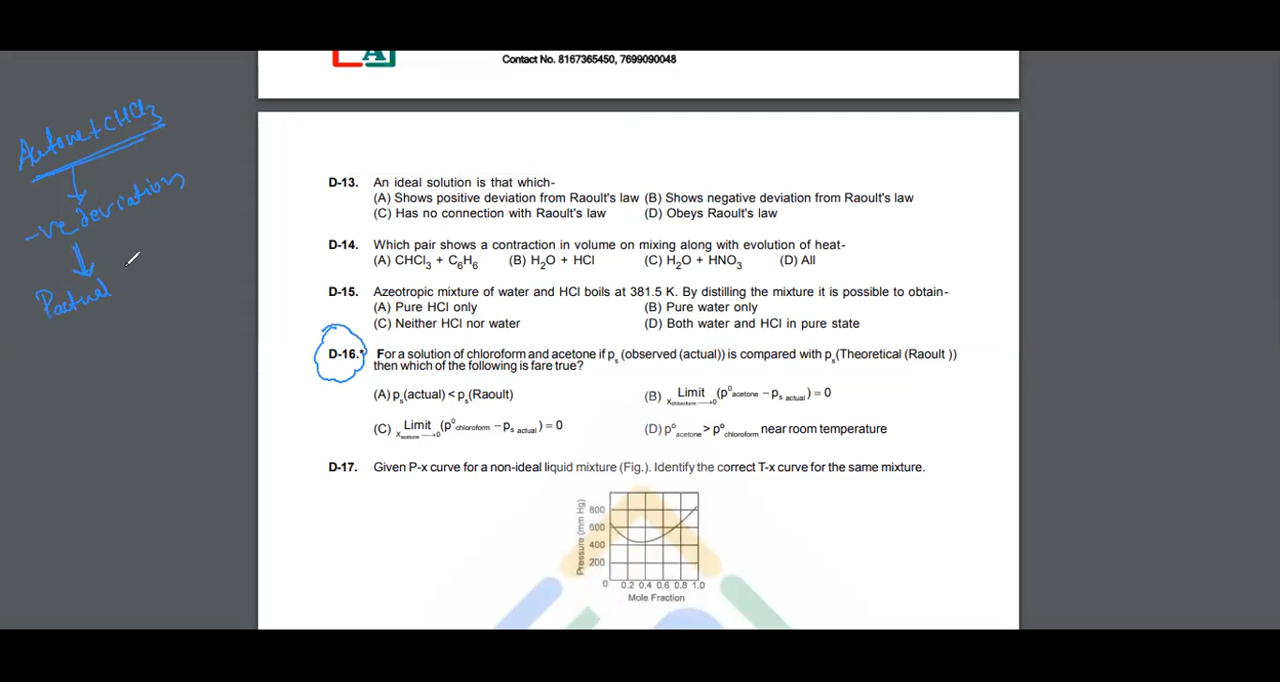 A
Contact No. 8167365450, 7699090048
Acetone + CHCl3
-ve deviation
Pactual
D-13. An ideal solution is that which-
(A) Shows positive deviation from Raoult's law (B) Shows negative deviation from Raoult's law
(C) Has no connection with Raoult's law (D) Obeys Raoult's law
D-14. Which pair shows a contraction in volume on mixing along with evolution of heat-
(A) CHCl₃ + C₆H₆ (B) H₂O + HCl (C) H₂O + HNO₃ (D) All
D-15. Azeotropic mixture of water and HCl boils at 381.5 K. By distilling the mixture it is possible to obtain-
(A) Pure HCl only (B) Pure water only
(C) Neither HCl nor water (D) Both water and HCl in pure state
D-16. For a solution of chloroform and acetone if pₛ (observed (actual)) is compared with pₛ(Theoretical (Raoult ))
then which of the following is fare true?
(A) pₛ(actual) < pₛ(Raoult) (B) Limit x chloroform → 0 (p⁰ acetone – pₛ actual) = 0
(C) Limit x acetone → 0 (p⁰ chloroform – pₛ actual) = 0 (D) p⁰ acetone > p⁰ chloroform near room temperature
D-17. Given P-x curve for a non-ideal liquid mixture (Fig.). Identify the correct T-x curve for the same mixture.
Pressure (mm Hg)
800
600
400
200
0 0.2 0.4 0.6 0.8 1.0
Mole Fraction